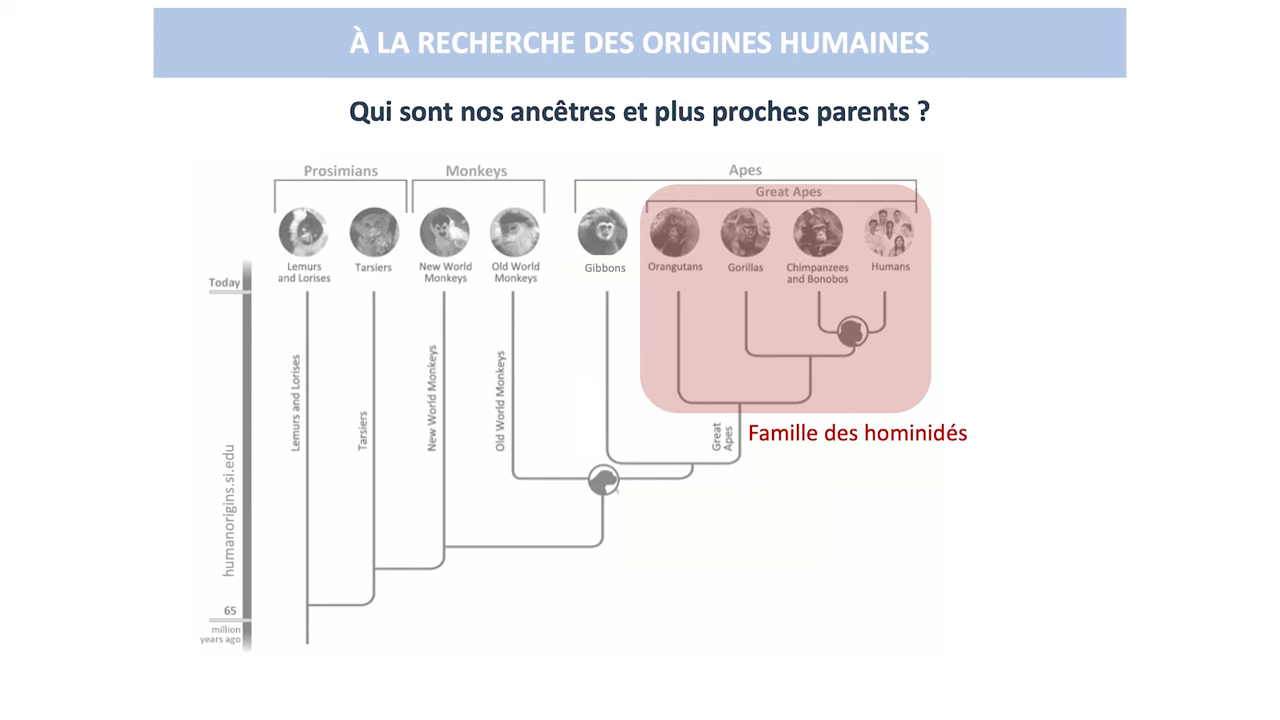 À LA RECHERCHE DES ORIGINES HUMAINES
Qui sont nos ancêtres et plus proches parents ?
Prosimians
Monkeys
Apes
Great Apes
Lemurs
and Lorises
Tarsiers
New World
Monkeys
Old World
Monkeys
Gibbons
Orangutans
Gorillas
Chimpanzees
and Bonobos
Humans
Today
Lemurs and Lorises
Tarsiers
New World Monkeys
Old World Monkeys
Great
Apes
Famille des hominidés
humanorigins.si.edu
65
million
years ago